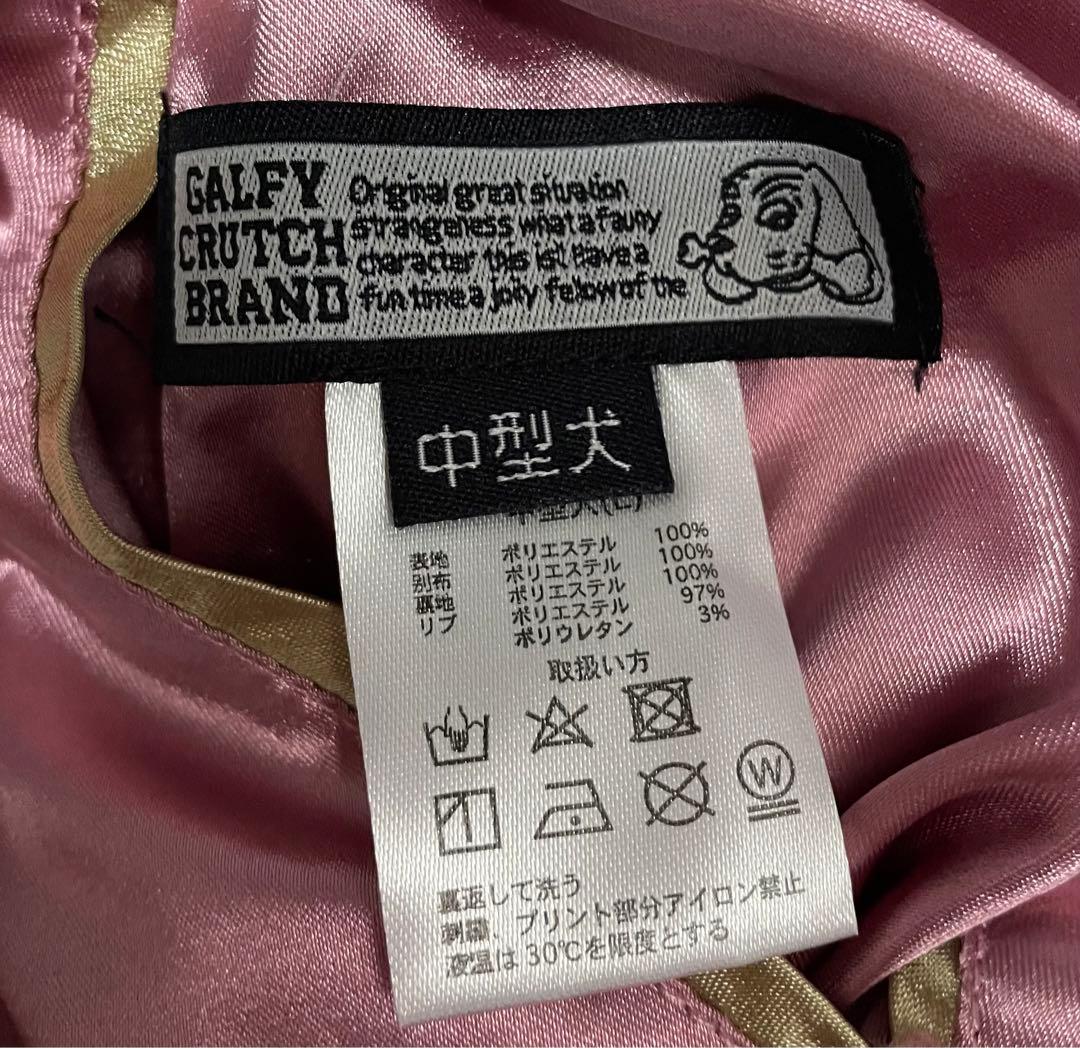 GALFY
CRUTCH
BRAND
Original great situation
strangeness what a fauny
character this is! Have a
fun time a joly fellow of the
中型犬
中型犬(L)
表地 ポリエステル 100%
別布 ポリエステル 100%
裏地 ポリエステル 100%
リブ ポリエステル 97%
ポリウレタン 3%
取扱い方
W
裏返して洗う
刺繍、プリント部分アイロン禁止
液温は30℃を限度とする